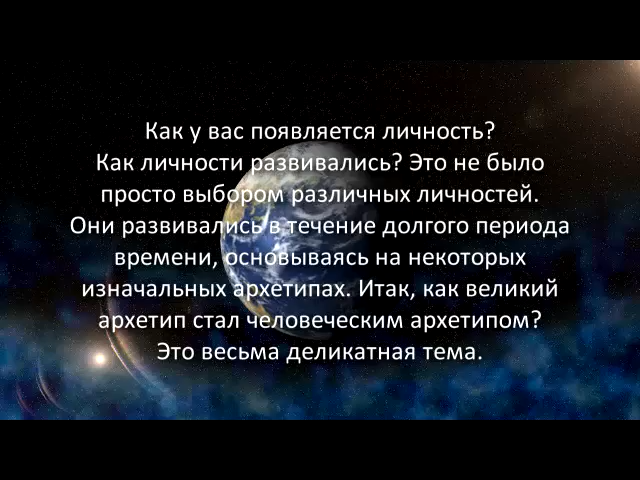 Как у вас появляется личность?
Как личности развивались? Это не было
просто выбором различных личностей.
Они развивались в течение долгого периода
времени, основываясь на некоторых
изначальных архетипах. Итак, как великий
архетип стал человеческим архетипом?
Это весьма деликатная тема.